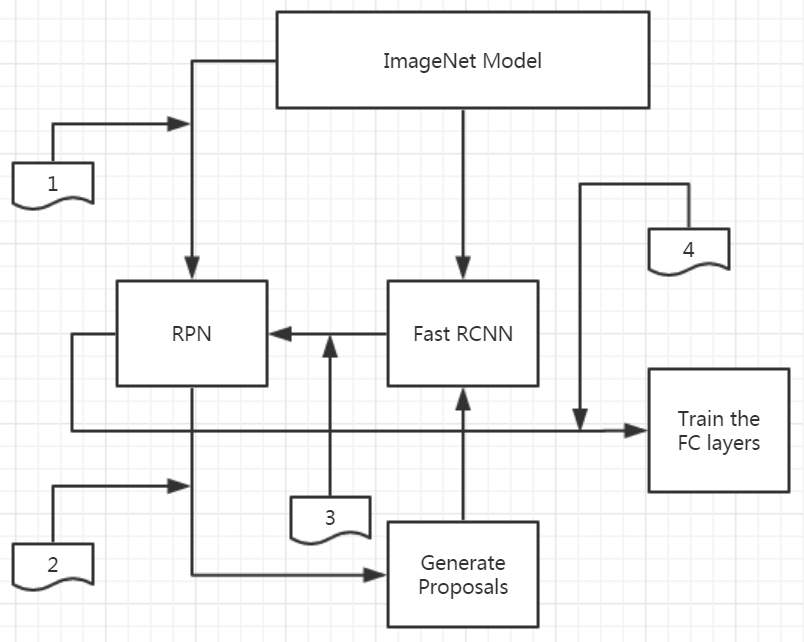 ImageNet Model
1
4
RPN
Fast RCNN
Train the
FC layers
3
2
Generate
Proposals